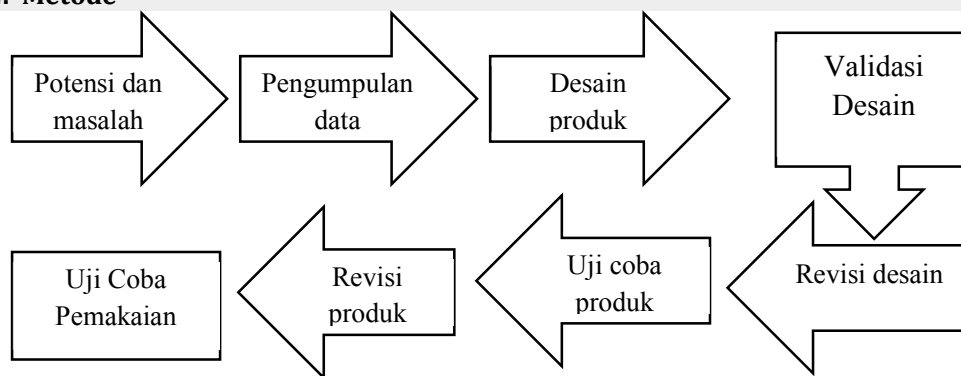 Metode
Potensi dan
masalah
Pengumpulan
data
Desain
produk
Validasi
Desain
Revisi desain
Uji coba
produk
Revisi
produk
Uji Coba
Pemakaian